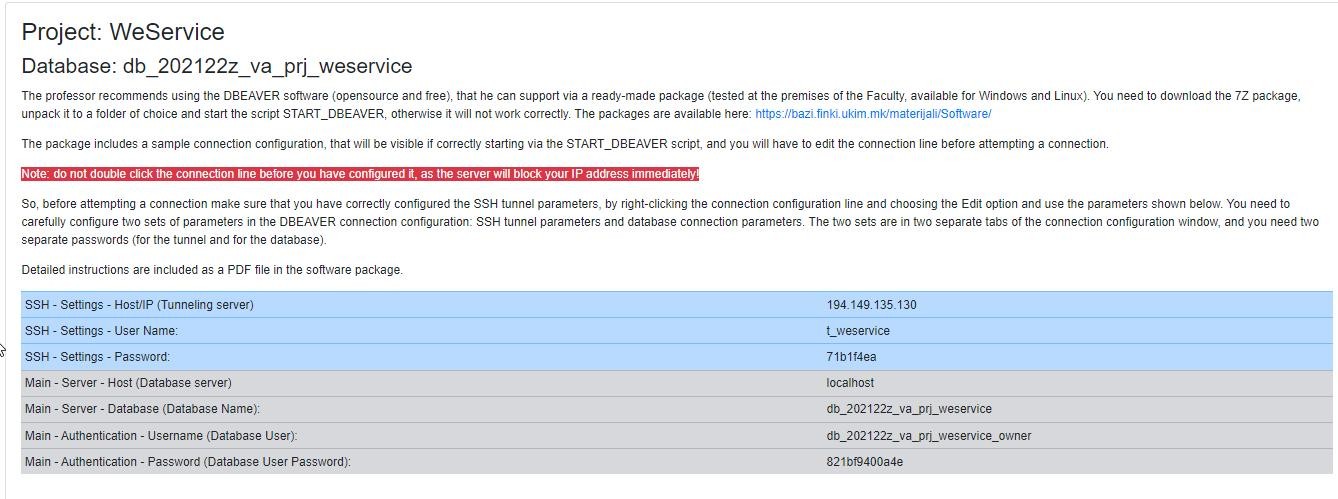 Project: WeService
Database: db_202122z_va_prj_weservice
The professor recommends using the DBEAVER software (opensource and free), that he can support via a ready-made package (tested at the premises of the Faculty, available for Windows and Linux). You need to download the 7Z package,
unpack it to a folder of choice and start the script START_DBEAVER, otherwise it will not work correctly. The packages are available here: https://bazi.finki.ukim.mk/materijali/Software/
The package includes a sample connection configuration, that will be visible if correctly starting via the START_DBEAVER script, and you will have to edit the connection line before attempting a connection.
Note: do not double click the connection line before you have configured it, as the server will block your IP address immediately!
So, before attempting a connection make sure that you have correctly configured the SSH tunnel parameters, by right-clicking the connection configuration line and choosing the Edit option and use the parameters shown below. You need to
carefully configure two sets of parameters in the DBEAVER connection configuration: SSH tunnel parameters and database connection parameters. The two sets are in two separate tabs of the connection configuration window, and you need two
separate passwords (for the tunnel and for the database).
Detailed instructions are included as a PDF file in the software package.
SSH - Settings - Host/IP (Tunneling server) 194.149.135.130
SSH - Settings - User Name: t_weservice
SSH - Settings - Password: 71b1f4ea
Main - Server - Host (Database server) localhost
Main - Server - Database (Database Name): db_202122z_va_prj_weservice
Main - Authentication - Username (Database User): db_202122z_va_prj_weservice_owner
Main - Authentication - Password (Database User Password): 821bf9400a4e